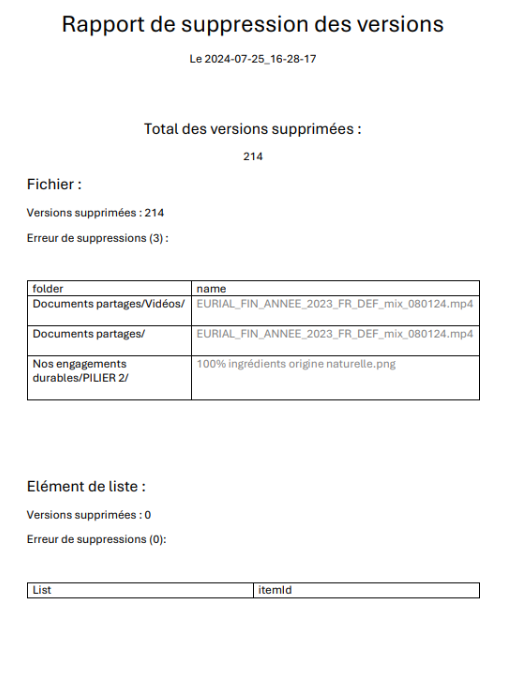 Rapport de suppression des versions
Le 2024-07-25_16-28-17
Total des versions supprimées :
214
Fichier :
Versions supprimées : 214
Erreur de suppressions (3) :
folder name
Documents partages/Vidéos/ EURIAL_FIN_ANNEE_2023_FR_DEF_mix_080124.mp4
Documents partages/ EURIAL_FIN_ANNEE_2023_FR_DEF_mix_080124.mp4
Nos engagements 100% ingrédients origine naturelle.png
durables/PILIER 2/
Elément de liste :
Versions supprimées : 0
Erreur de suppressions (0):
List itemId